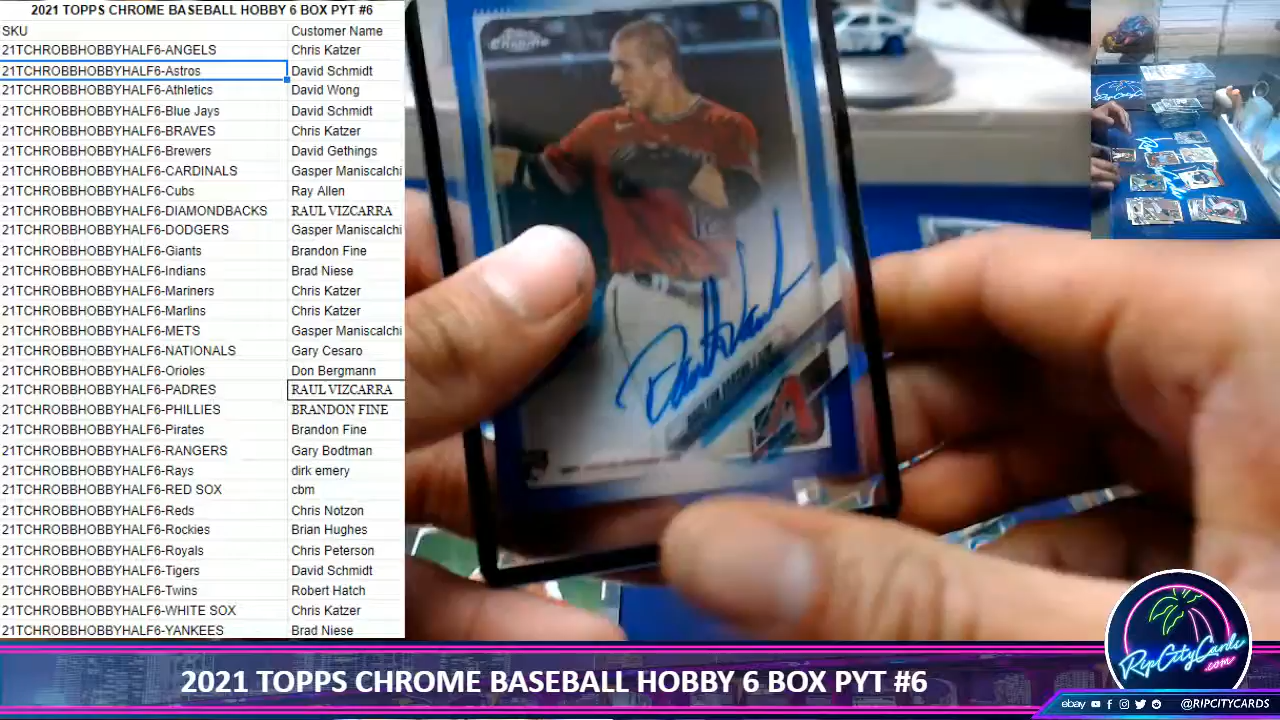 2021 TOPPS CHROME BASEBALL HOBBY 6 BOX PYT #6
SKU Customer Name
21TCHROBBHOBBYHALF6-ANGELS Chris Katzer
21TCHROBBHOBBYHALF6-Astros David Schmidt
21TCHROBBHOBBYHALF6-Athletics David Wong
21TCHROBBHOBBYHALF6-Blue Jays David Schmidt
21TCHROBBHOBBYHALF6-BRAVES Chris Katzer
21TCHROBBHOBBYHALF6-Brewers David Gethings
21TCHROBBHOBBYHALF6-CARDINALS Gasper Maniscalchi
21TCHROBBHOBBYHALF6-Cubs Ray Allen
21TCHROBBHOBBYHALF6-DIAMONDBACKS RAUL VIZCARRA
21TCHROBBHOBBYHALF6-DODGERS Gasper Maniscalchi
21TCHROBBHOBBYHALF6-Giants Brandon Fine
21TCHROBBHOBBYHALF6-Indians Brad Niese
21TCHROBBHOBBYHALF6-Mariners Chris Katzer
21TCHROBBHOBBYHALF6-Marlins Chris Katzer
21TCHROBBHOBBYHALF6-METS Gasper Maniscalchi
21TCHROBBHOBBYHALF6-NATIONALS Gary Cesaro
21TCHROBBHOBBYHALF6-Orioles Don Bergmann
21TCHROBBHOBBYHALF6-PADRES RAUL VIZCARRA
21TCHROBBHOBBYHALF6-PHILLIES BRANDON FINE
21TCHROBBHOBBYHALF6-Pirates Brandon Fine
21TCHROBBHOBBYHALF6-RANGERS Gary Bodtman
21TCHROBBHOBBYHALF6-Rays dirk emery
21TCHROBBHOBBYHALF6-RED SOX cbm
21TCHROBBHOBBYHALF6-Reds Chris Notzon
21TCHROBBHOBBYHALF6-Rockies Brian Hughes
21TCHROBBHOBBYHALF6-Royals Chris Peterson
21TCHROBBHOBBYHALF6-Tigers David Schmidt
21TCHROBBHOBBYHALF6-Twins Robert Hatch
21TCHROBBHOBBYHALF6-WHITE SOX Chris Katzer
21TCHROBBHOBBYHALF6-YANKEES Brad Niese
Topps Chrome
2021 TOPPS CHROME BASEBALL HOBBY 6 BOX PYT #6
RipCityCards
.com
ebay @RIPCITYCARDS